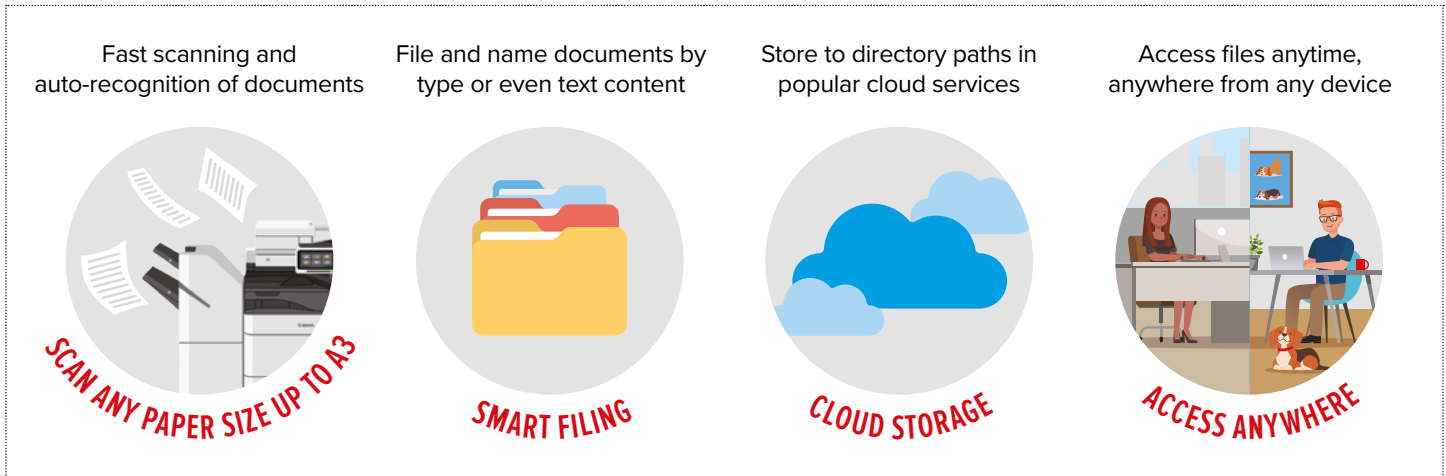 Fast scanning and
auto-recognition of documents
File and name documents by
type or even text content
Store to directory paths in
popular cloud services
Access files anytime,
anywhere from any device
Canon
SCAN ANY PAPER SIZE UP TO A3
SMART FILING
CLOUD STORAGE
ACCESS ANYWHERE